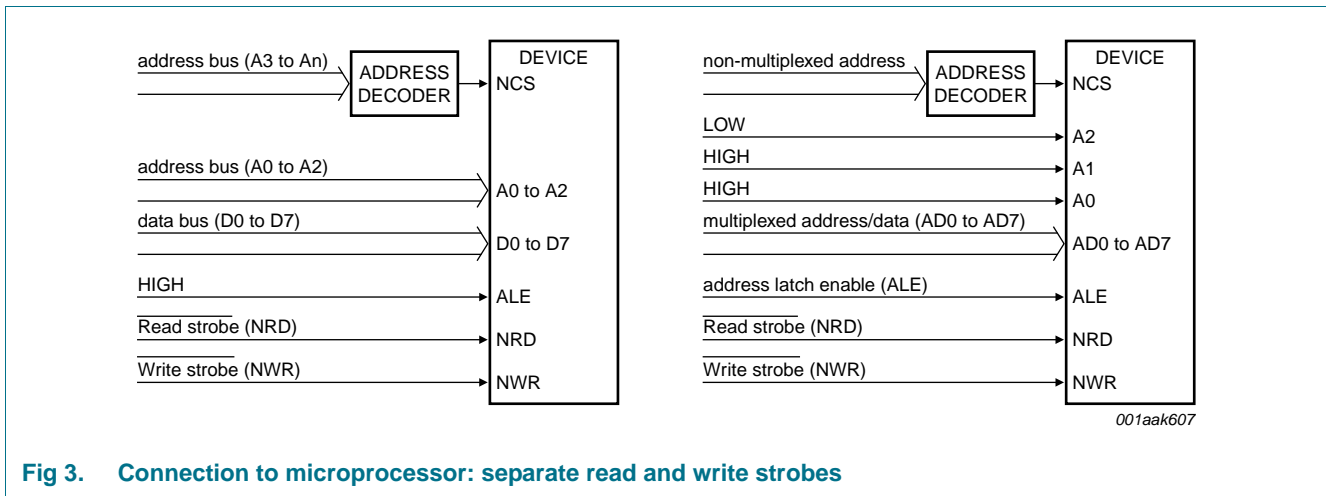 address bus (A3 to An)
ADDRESS
DECODER
DEVICE
NCS
address bus (A0 to A2)
A0 to A2
data bus (D0 to D7)
D0 to D7
HIGH
ALE
Read strobe (NRD)
NRD
Write strobe (NWR)
NWR
non-multiplexed address
ADDRESS
DECODER
DEVICE
NCS
LOW
A2
HIGH
A1
HIGH
A0
multiplexed address/data (AD0 to AD7)
AD0 to AD7
address latch enable (ALE)
ALE
Read strobe (NRD)
NRD
Write strobe (NWR)
NWR
001aak607
Fig 3. Connection to microprocessor: separate read and write strobes